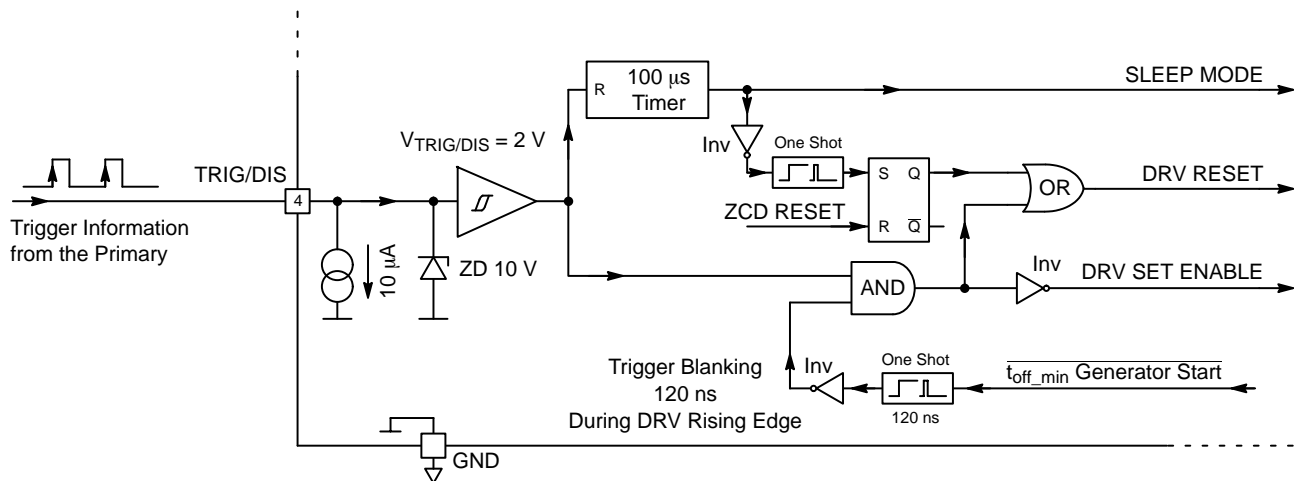 100 μs
Timer
R
SLEEP MODE
V_TRIG/DIS = 2 V
Inv
One Shot
TRIG/DIS
4
S Q
R Q̅
OR
DRV RESET
ZCD RESET
Trigger Information
from the Primary
10 μA
ZD 10 V
AND
Inv
DRV SET ENABLE
Trigger Blanking
120 ns
During DRV Rising Edge
Inv
One Shot
120 ns
t_off_min Generator Start
GND